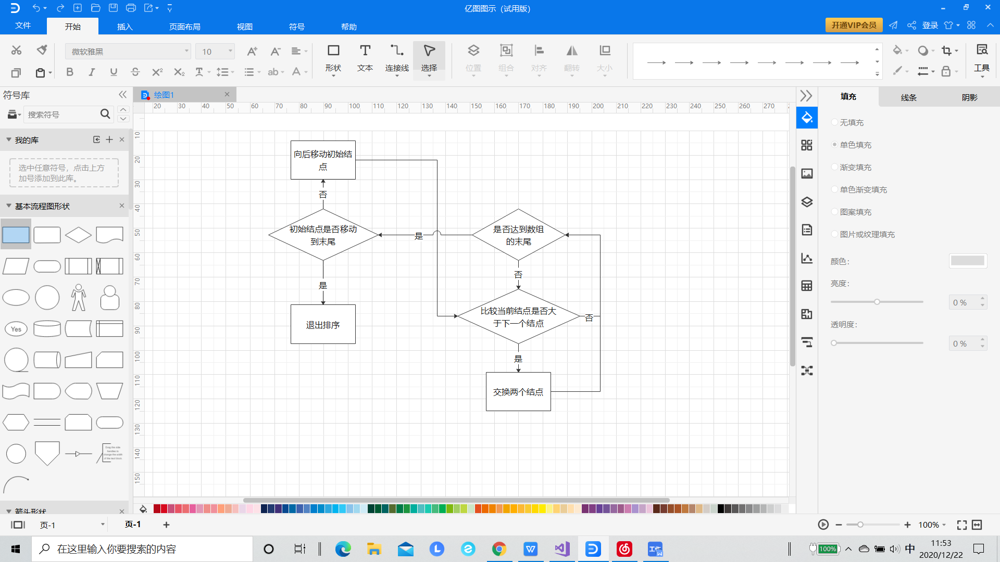 亿图图示（试用版）
文件
开始
插入
页面布局
视图
符号
帮助
开通VIP会员
登录
微软雅黑
10
形状
文本
连接线
选择
位置
组合
对齐
翻转
大小
工具
符号库
绘图1
搜索符号
我的库
选中任意符号，点击上方
加号添加到此库。
基本流程图形状
Yes
Drag the side
handles to
change the width
of the text block.
箭头形状
20 30 40 50 60 70 80 90 100 110 120 130 140 150 160 170 180 190 200 210 220 230 240 250 260 270
10
20
30
40
50
60
70
80
90
100
110
120
130
140
150
向后移动初始结
点
否
初始结点是否移动
到末尾
是
是否达到数组
的末尾
是
否
退出排序
比较当前结点是否大
于下一个结点
否
是
交换两个结点
填充
线条
阴影
无填充
单色填充
渐变填充
单色渐变填充
图案填充
图片或纹理填充
颜色:
亮度:
0 %
透明度:
0 %
页-1
页-1
100%
在这里输入你要搜索的内容
100%
中
11:53
2020/12/22